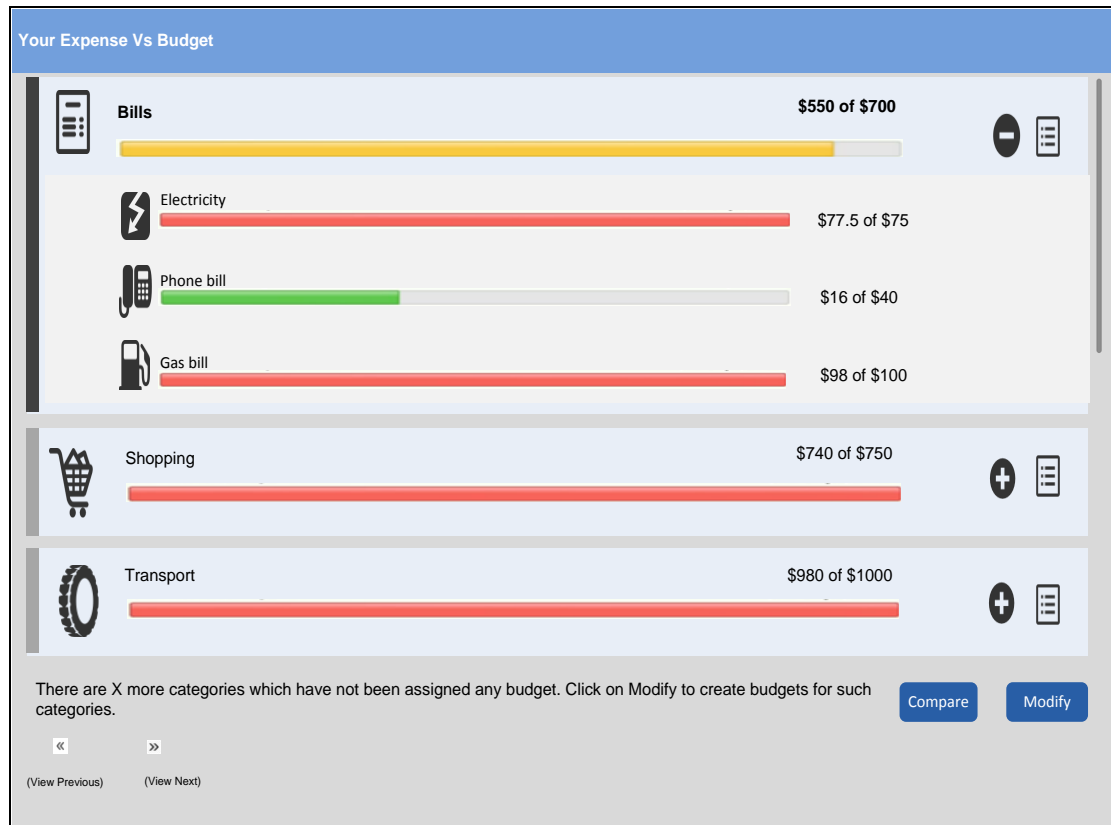 Your Expense Vs Budget
Bills
$550 of $700
Electricity
$77.5 of $75
Phone bill
$16 of $40
Gas bill
$98 of $100
Shopping
$740 of $750
Transport
$980 of $1000
There are X more categories which have not been assigned any budget. Click on Modify to create budgets for such
categories.
Compare
Modify
«
»
(View Previous)
(View Next)